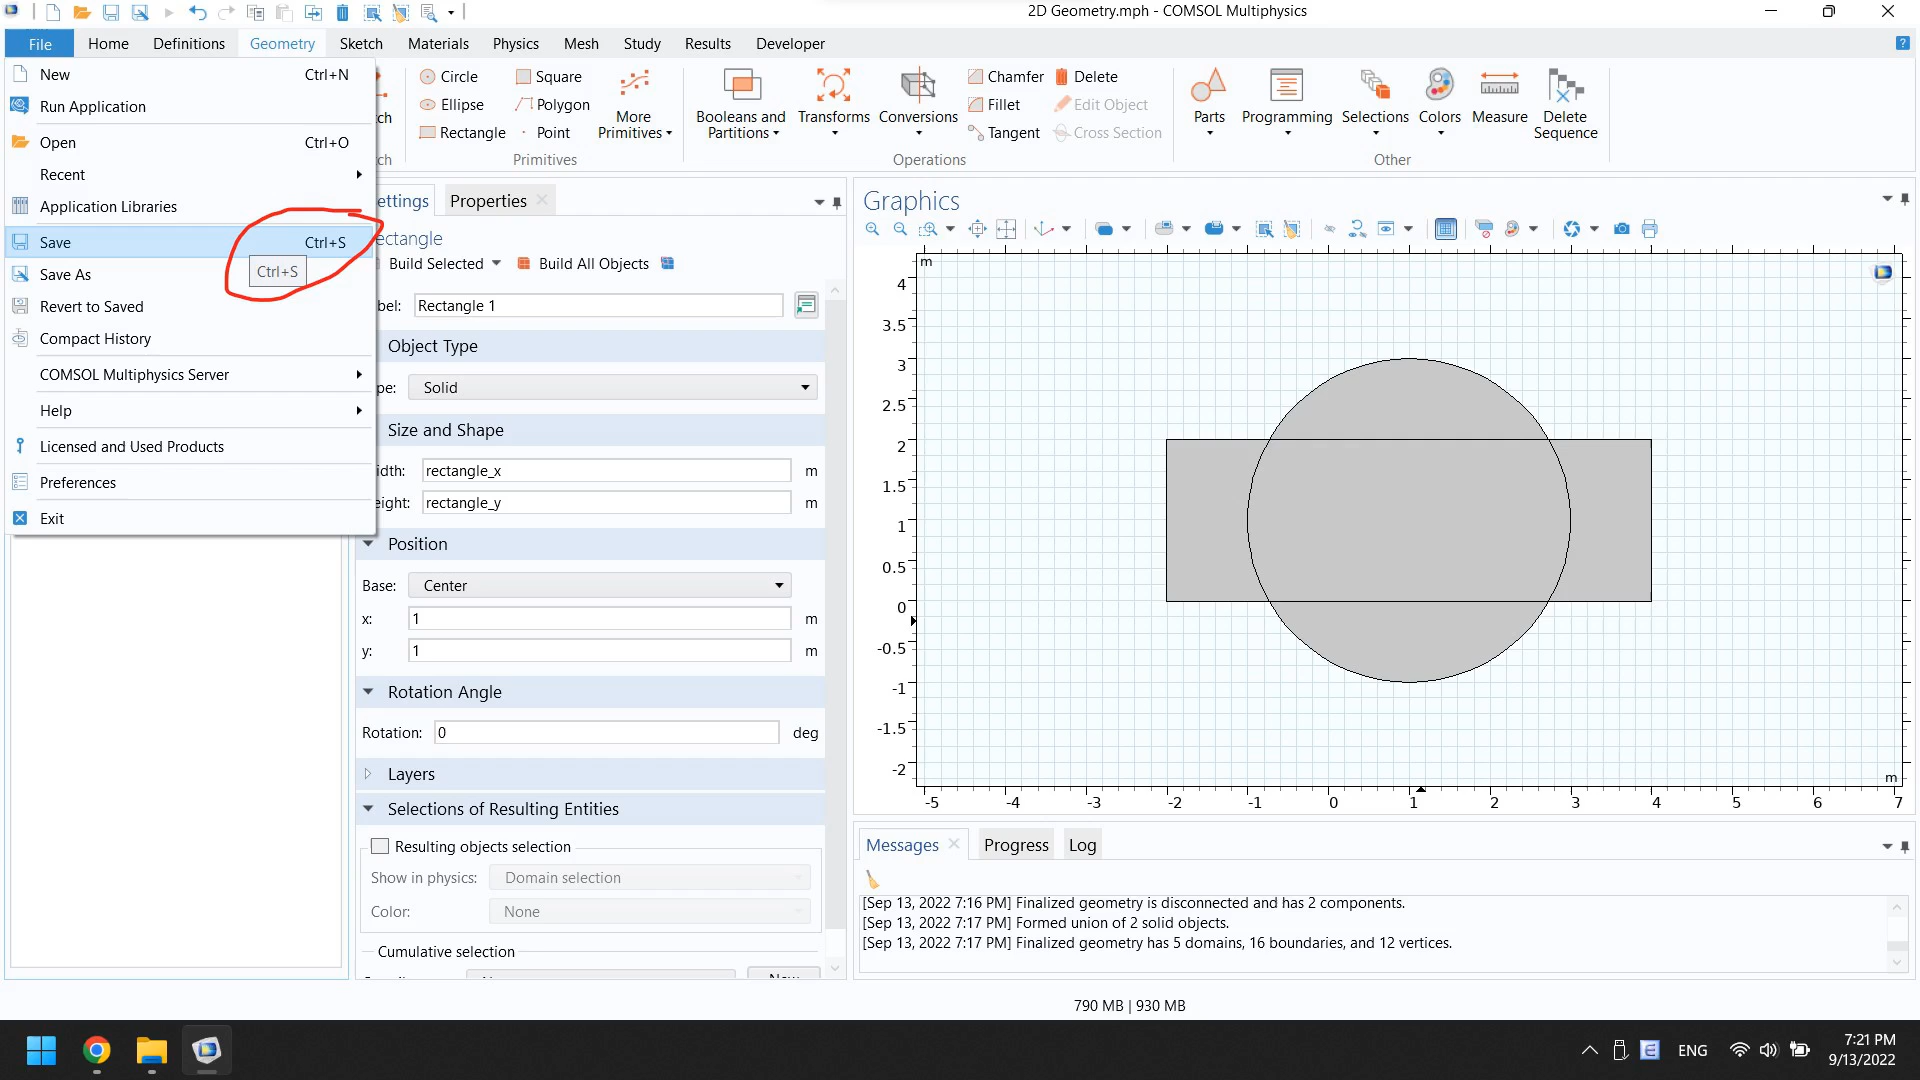 2D Geometry.mph - COMSOL Multiphysics
File Home Definitions Geometry Sketch Materials Physics Mesh Study Results Developer
New Ctrl+N
Run Application
Open Ctrl+O
Recent
Application Libraries
Save Ctrl+S
Ctrl+S
Save As
Revert to Saved
Compact History
COMSOL Multiphysics Server
Help
Licensed and Used Products
Preferences
Exit
ch
ch
Circle Square
Ellipse Polygon
Rectangle Point
More
Primitives
Primitives
Booleans and
Partitions
Transforms
Conversions
Chamfer Delete
Fillet Edit Object
Tangent Cross Section
Operations
Parts
Programming
Selections
Colors
Measure
Delete
Sequence
Other
ettings Properties
ectangle
Build Selected Build All Objects
bel: Rectangle 1
Object Type
pe: Solid
Size and Shape
idth: rectangle_x m
eight: rectangle_y m
Position
Base: Center
x: 1 m
y: 1 m
Rotation Angle
Rotation: 0 deg
Layers
Selections of Resulting Entities
Resulting objects selection
Show in physics: Domain selection
Color: None
Cumulative selection
New
Graphics
m
4
3.5
3
2.5
2
1.5
1
0.5
0
-0.5
-1
-1.5
-2
m
-5 -4 -3 -2 -1 0 1 2 3 4 5 6 7
Messages Progress Log
[Sep 13, 2022 7:16 PM] Finalized geometry is disconnected and has 2 components.
[Sep 13, 2022 7:17 PM] Formed union of 2 solid objects.
[Sep 13, 2022 7:17 PM] Finalized geometry has 5 domains, 16 boundaries, and 12 vertices.
790 MB | 930 MB
ENG
7:21 PM
9/13/2022